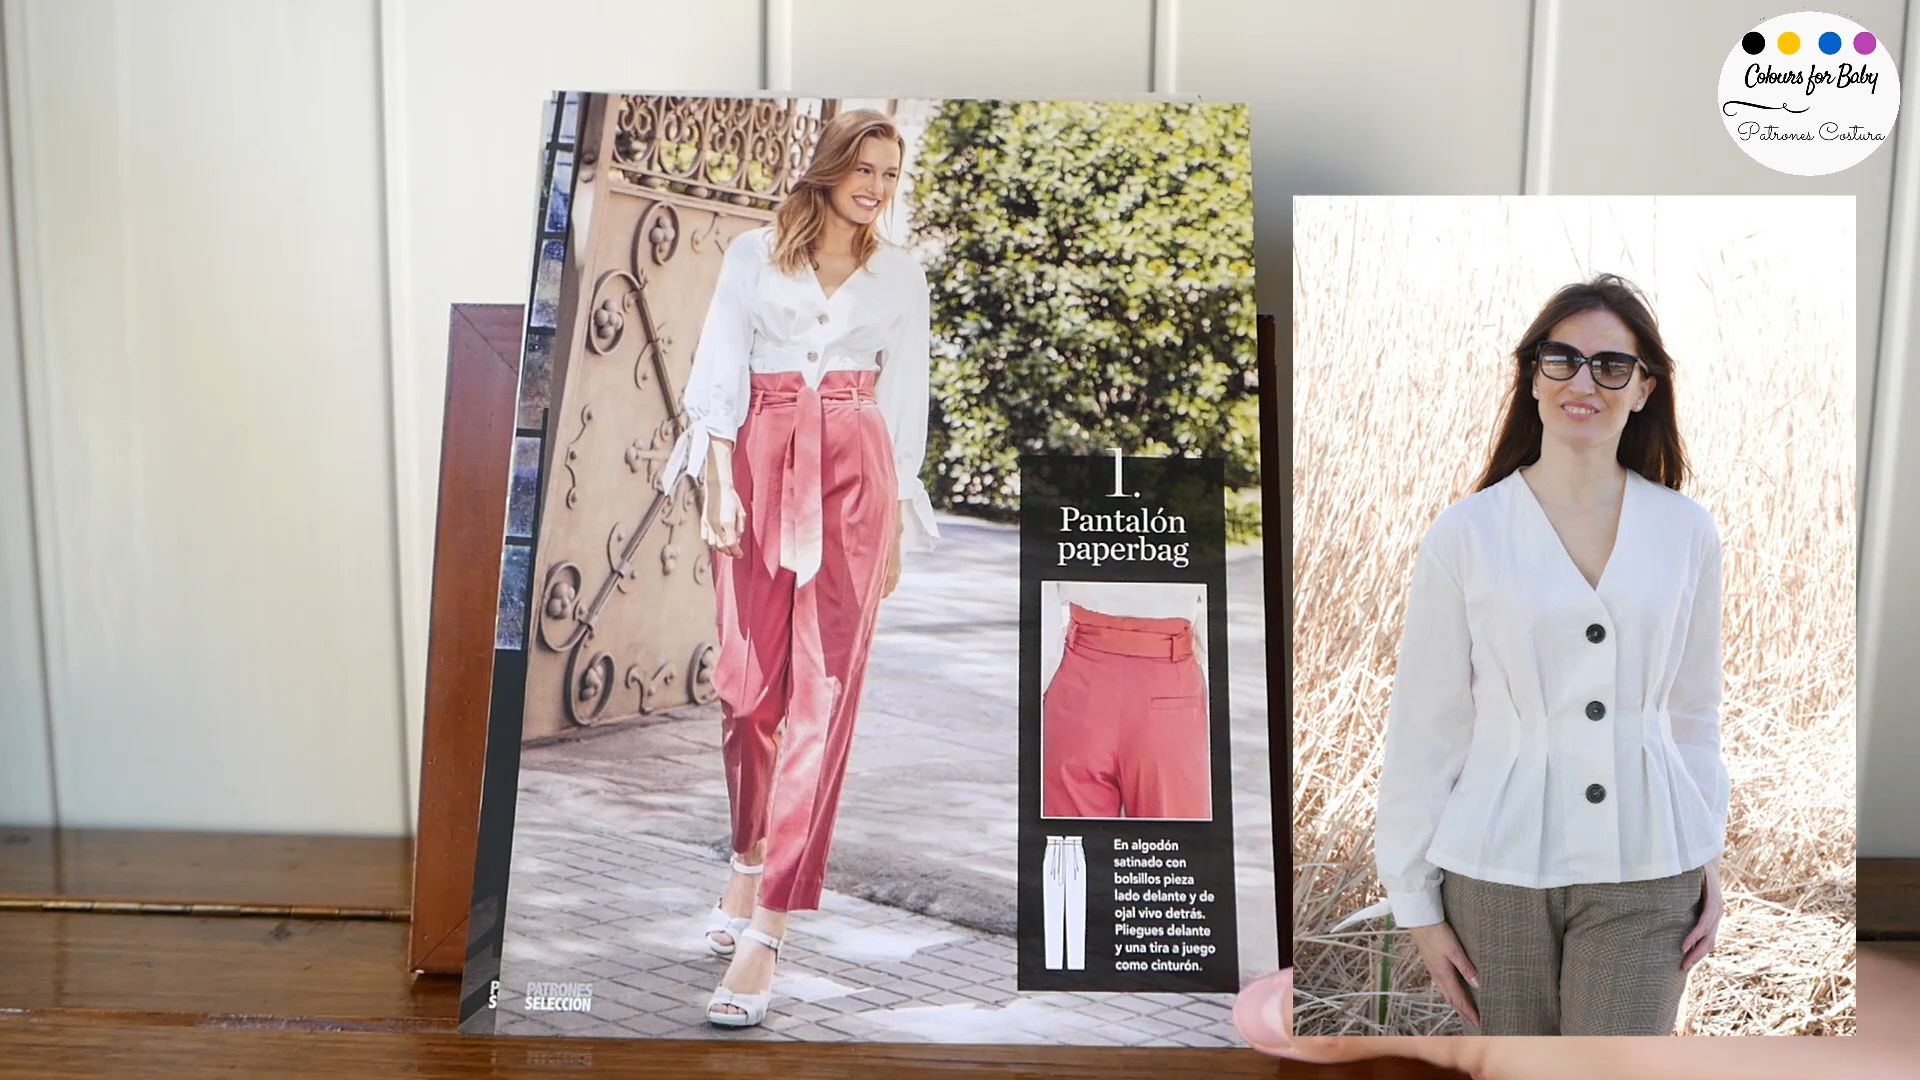 Colours for Baby
Patrones Costura
1.
Pantalón
paperbag
En algodón
satinado con
bolsillos pieza
lado delante y de
ojal vivo detrás.
Pliegues delante
y una tira a juego
como cinturón.
P
S
PATRONES
SELECCIÓN